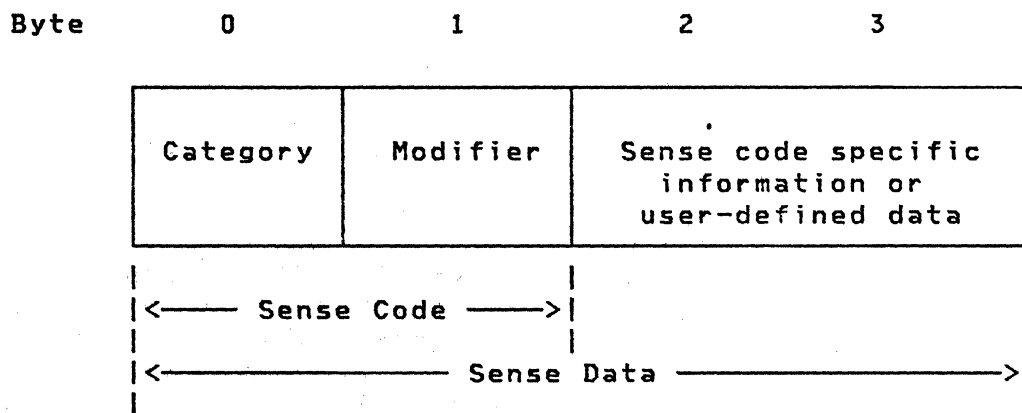 Byte 0 1 2 3
Category Modifier Sense code specific
information or
user-defined data
|<—— Sense Code ——>|
|<———— Sense Data ————>